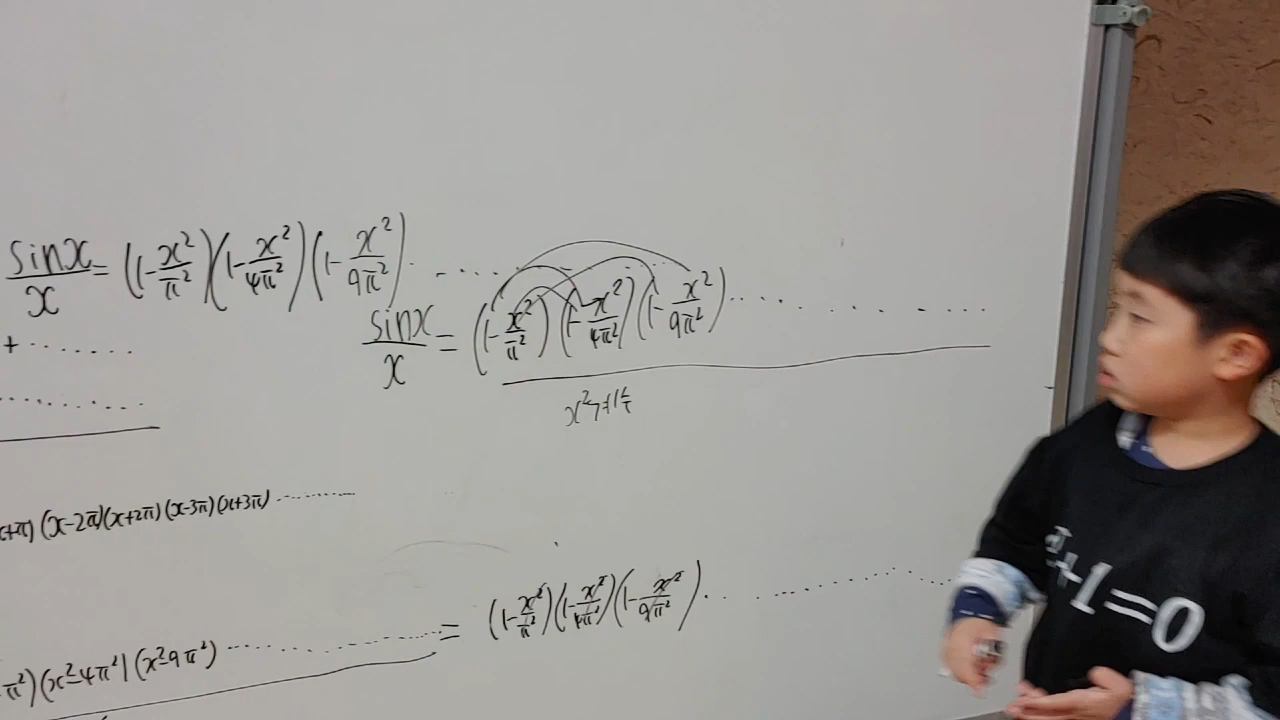 sinx/x = (1-x²/π²)(1-x²/4π²)(1-x²/9π²)·······
+ ·······
sinx/x = (1-x²/π²)(1-x²/4π²)(1-x²/9π²)·······
x²
+π)(x-2π)(x+2π)(x-3π)(x+3π)··········
= (1-x²/π²)(1-x²/4π²)(1-x²/9π²)·······
π²)(x²-4π²)(x²-9π²)·······
+1=0